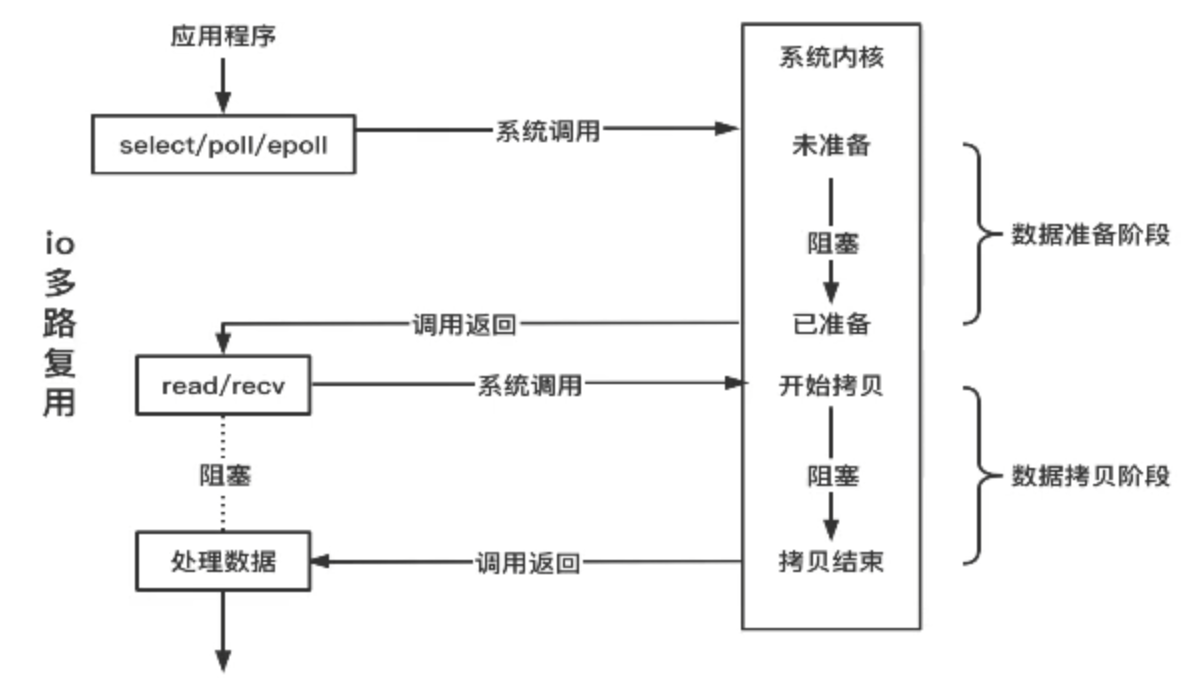 应用程序
系统内核
select/poll/epoll
系统调用
未准备
阻塞
数据准备阶段
io
多
路
复
用
调用返回
已准备
read/recv
系统调用
开始拷贝
阻塞
阻塞
数据拷贝阶段
处理数据
调用返回
拷贝结束